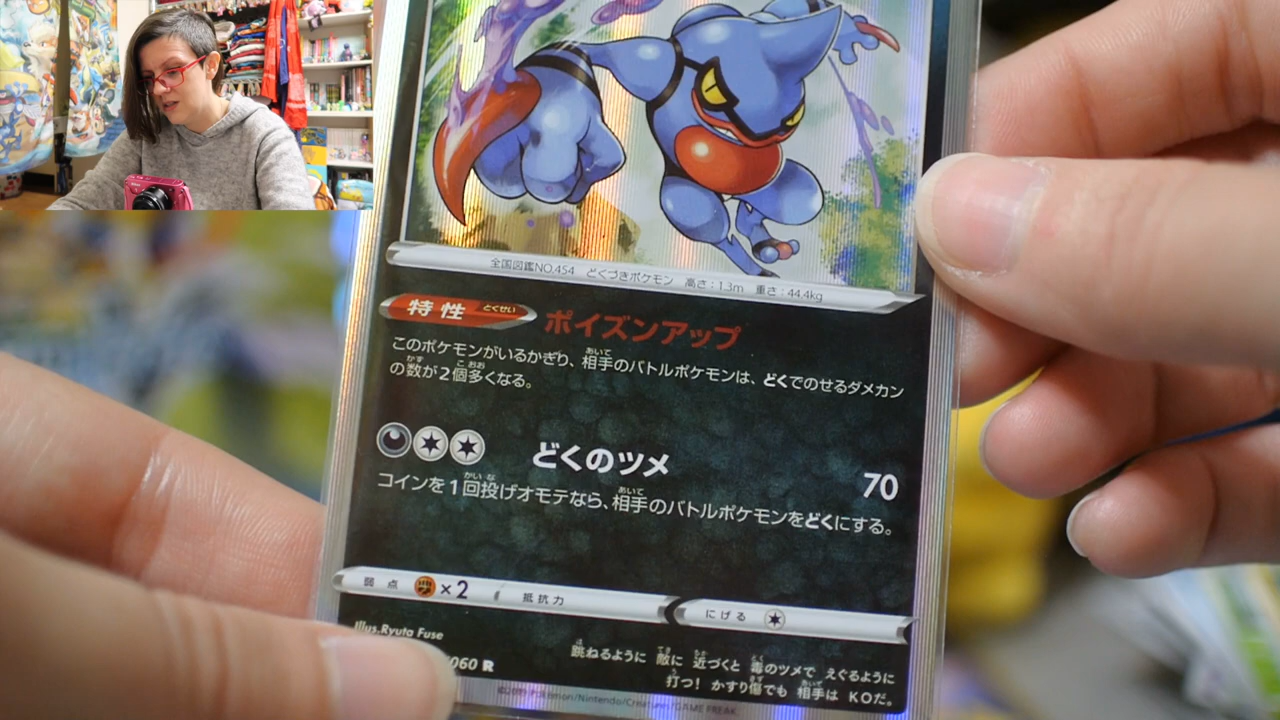 全国図鑑NO.454 どくづきポケモン 高さ:1.3m 重さ:44.4kg
特性 とくせい ポイズンアップ
このポケモンがいるかぎり、相手のバトルポケモンは、どくでのせるダメカン
の数が2個多くなる。
どくのツメ 70
コインを1回投げオモテなら、相手のバトルポケモンをどくにする。
弱点 ×2 抵抗力 にげる
Illus.Ryuta Fuse
060 R
跳ねるように 敵に 近づくと 毒のツメで えぐるように
打つ! かすり傷でも 相手は KOだ。
©2019 Pokémon/Nintendo/Creatures/GAME FREAK